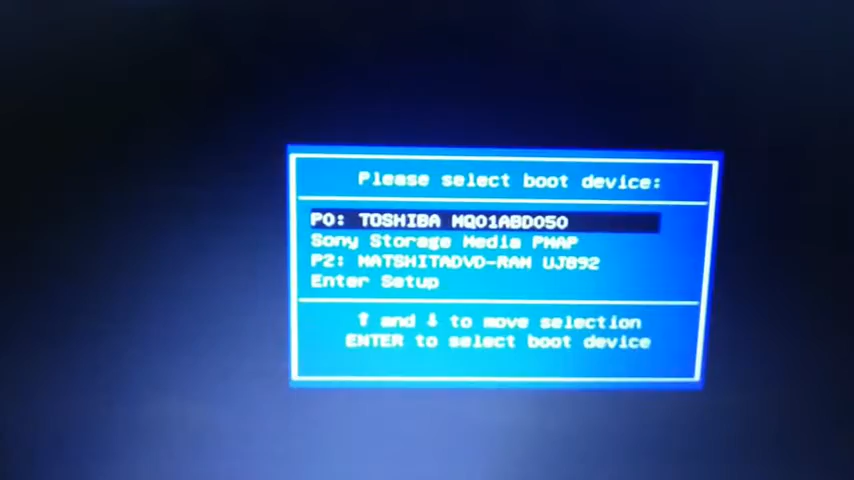 Please select boot device:
P0: TOSHIBA MQ01ABD050
Sony Storage Media PMAP
P2: MATSHITADVD-RAM UJ892
Enter Setup
↑ and ↓ to move selection
ENTER to select boot device